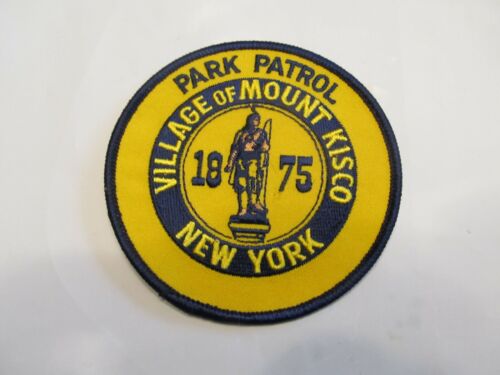 PARK PATROL
VILLAGE OF MOUNT KISCO
18 75
NEW YORK